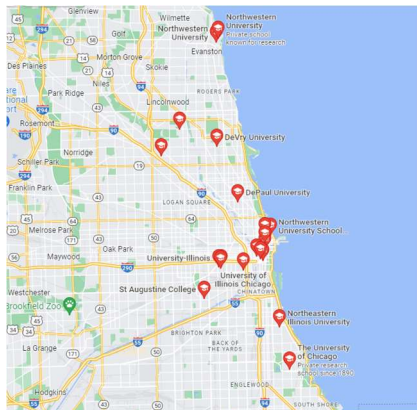 Glenview
Wilmette
Northwestern
University
Private school
known for research
Northwestern
University
Golf
Evanston
Morton Grove
Skokie
Des Plaines
Niles
Park Ridge
ROGERS PARK
Lincolnwood
Rosemont
DeVry University
Norridge
Schiller Park
Franklin Park
DePaul University
LOGAN SQUARE
Northwestern
University School...
Melrose Park
Oak Park
Maywood
University-Illinois
University of
Illinois Chicago
CHINATOWN
St Augustine College
Westchester
Brookfield Zoo
Northeastern
Illinois University
BRIGHTON PARK
BACK OF
THE YARDS
La Grange
The University
of Chicago
Private research
school since 1890
ENGLEWOOD
Hodgkins
SOUTH SHORE